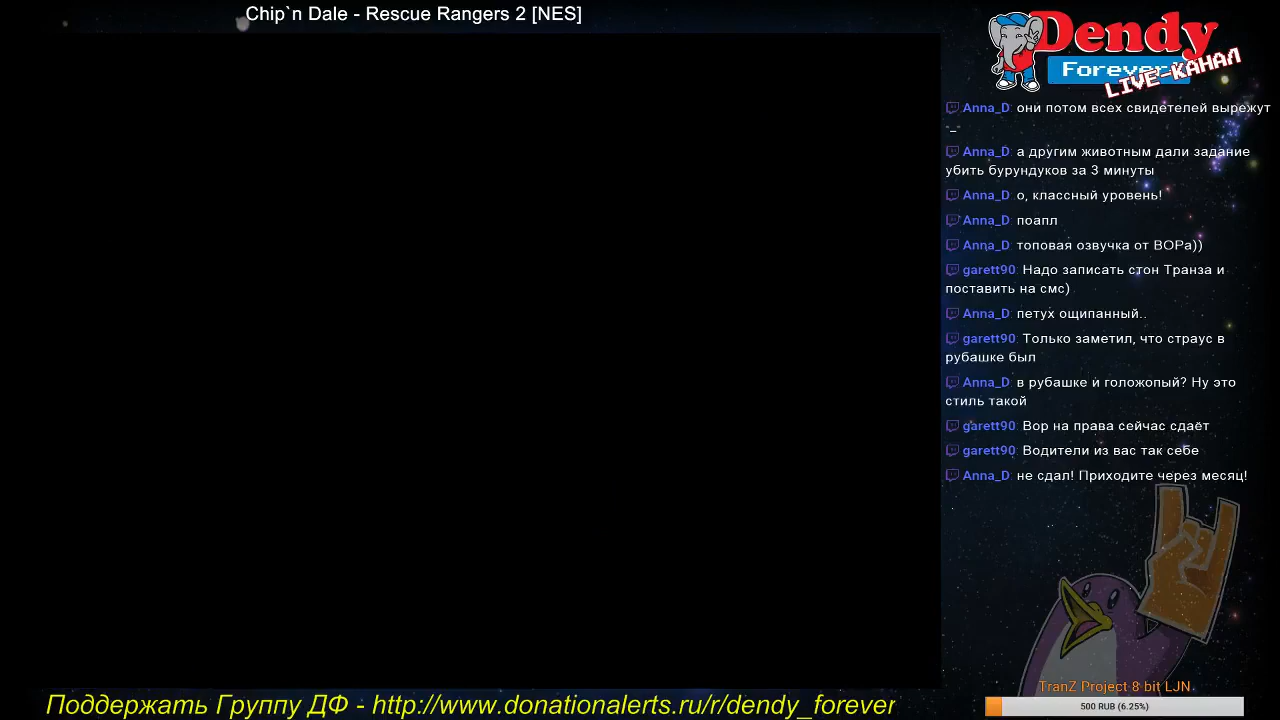 Chip`n Dale - Rescue Rangers 2 [NES]
Dendy
Forever
LIVE-КАНАЛ
Anna_D: они потом всех свидетелей вырежут
-_-
Anna_D: а другим животным дали задание
убить бурундуков за 3 минуты
Anna_D: о, классный уровень!
Anna_D: поапл
Anna_D: топовая озвучка от ВОРа))
garett90: Надо записать стон Транза и
поставить на смс)
Anna_D: петух ощипанный..
garett90: Только заметил, что страус в
рубашке был
Anna_D: в рубашке и голожопый? Ну это
стиль такой
garett90: Вор на права сейчас сдаёт
garett90: Водители из вас так себе
Anna_D: не сдал! Приходите через месяц!
TranZ Project 8 bit LJN
500 RUB (6.25%)
Поддержать Группу ДФ - http://www.donationalerts.ru/r/dendy_forever